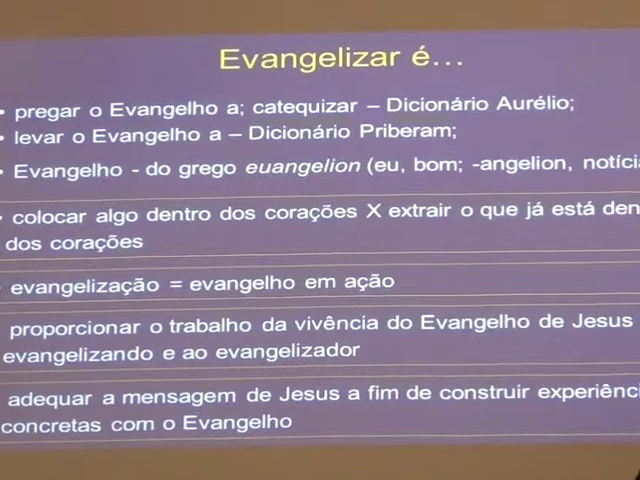 Evangelizar é...
• pregar o Evangelho a; catequizar – Dicionário Aurélio;
• levar o Evangelho a – Dicionário Priberam;
• Evangelho - do grego euangelion (eu, bom; -angelion, notícia
• colocar algo dentro dos corações X extrair o que já está den
dos corações
evangelização = evangelho em ação
proporcionar o trabalho da vivência do Evangelho de Jesus
evangelizando e ao evangelizador
adequar a mensagem de Jesus a fim de construir experiênci
concretas com o Evangelho